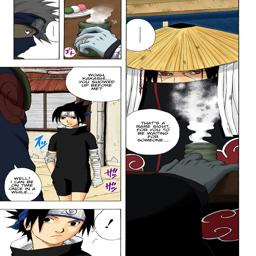 ...
WOAH,
KAKASHI...
YOU SHOWED
UP BEFORE
ME?
WELL!
I CAN BE
ON TIME
ONCE IN A
WHILE...
!
THAT'S A
RARE SIGHT,
FOR YOU TO
BE WAITING
FOR
SOMEONE...